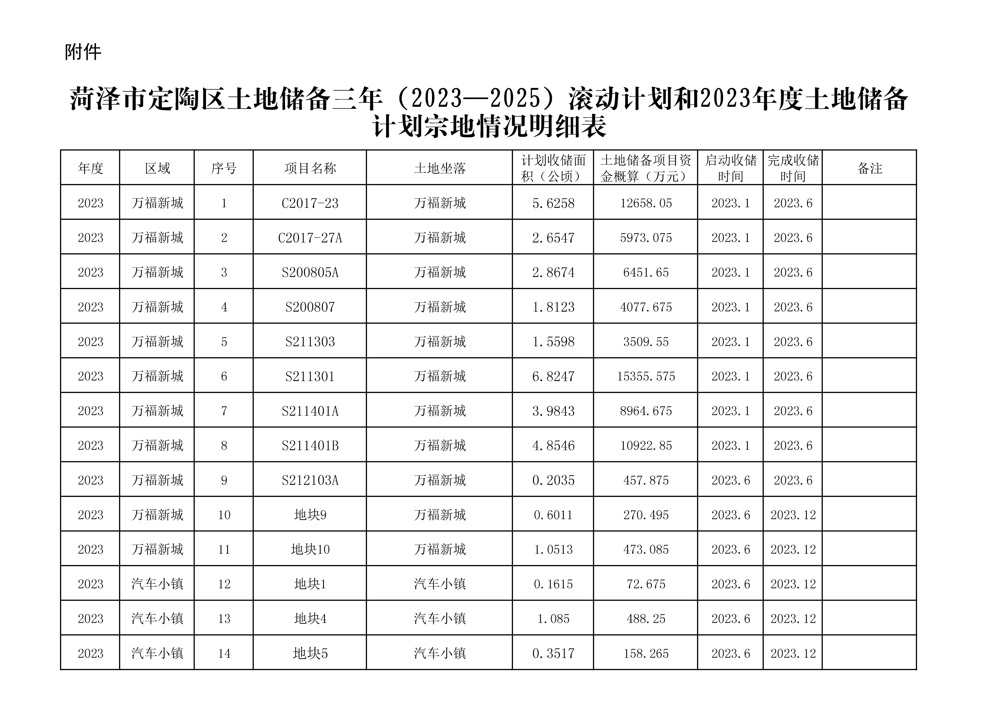 附件
菏泽市定陶区土地储备三年（2023—2025）滚动计划和2023年度土地储备
计划宗地情况明细表
年度 区域 序号 项目名称 土地坐落 计划收储面积（公顷） 土地储备项目资金概算（万元） 启动收储时间 完成收储时间 备注
2023 万福新城 1 C2017-23 万福新城 5.6258 12658.05 2023.1 2023.6
2023 万福新城 2 C2017-27A 万福新城 2.6547 5973.075 2023.1 2023.6
2023 万福新城 3 S200805A 万福新城 2.8674 6451.65 2023.1 2023.6
2023 万福新城 4 S200807 万福新城 1.8123 4077.675 2023.1 2023.6
2023 万福新城 5 S211303 万福新城 1.5598 3509.55 2023.1 2023.6
2023 万福新城 6 S211301 万福新城 6.8247 15355.575 2023.1 2023.6
2023 万福新城 7 S211401A 万福新城 3.9843 8964.675 2023.1 2023.6
2023 万福新城 8 S211401B 万福新城 4.8546 10922.85 2023.1 2023.6
2023 万福新城 9 S212103A 万福新城 0.2035 457.875 2023.6 2023.6
2023 万福新城 10 地块9 万福新城 0.6011 270.495 2023.6 2023.12
2023 万福新城 11 地块10 万福新城 1.0513 473.085 2023.6 2023.12
2023 汽车小镇 12 地块1 汽车小镇 0.1615 72.675 2023.6 2023.12
2023 汽车小镇 13 地块4 汽车小镇 1.085 488.25 2023.6 2023.12
2023 汽车小镇 14 地块5 汽车小镇 0.3517 158.265 2023.6 2023.12